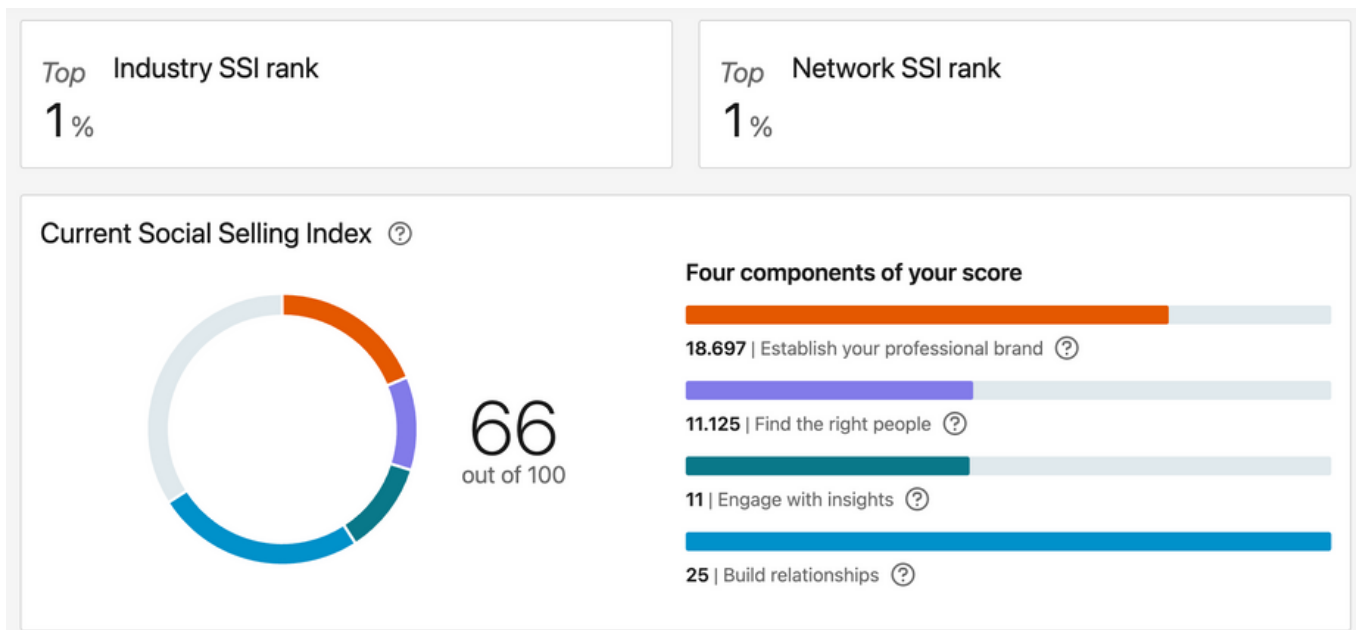 Top Industry SSI rank
1%
Top Network SSI rank
1%
Current Social Selling Index ?
66
out of 100
Four components of your score
18.697 | Establish your professional brand ?
11.125 | Find the right people ?
11 | Engage with insights ?
25 | Build relationships ?